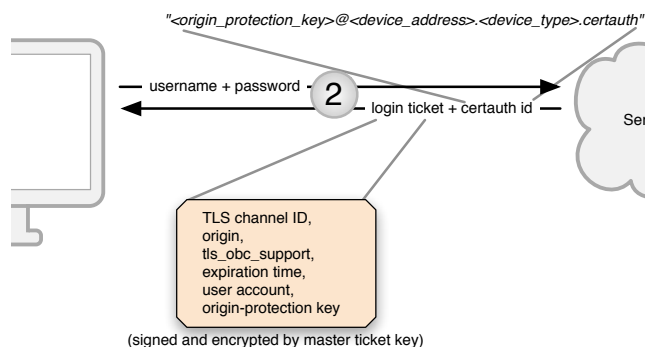 "<origin_protection_key>@<device_address>.<device_type>.certauth"
username + password
2
login ticket + certauth id
Ser
TLS channel ID,
origin,
tls_obc_support,
expiration time,
user account,
origin-protection key
(signed and encrypted by master ticket key)